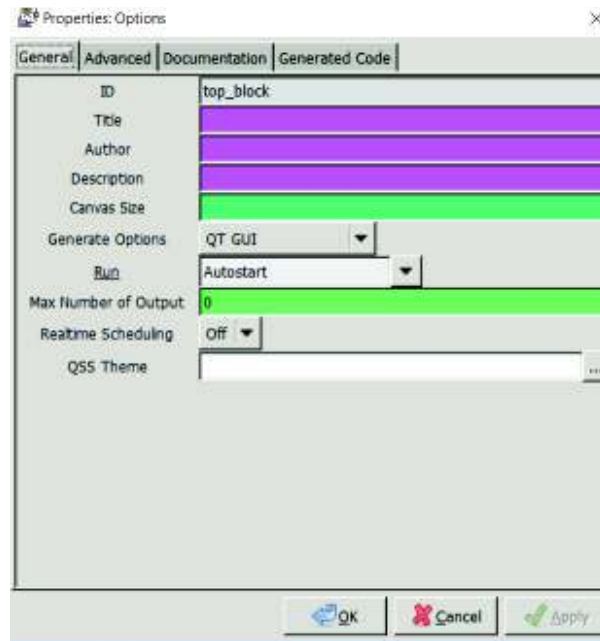 Properties: Options
General Advanced Documentation Generated Code
ID top_block
Title
Author
Description
Canvas Size
Generate Options QT GUI
Run Autostart
Max Number of Output 0
Realtime Scheduling Off
QSS Theme ...
OK Cancel Apply